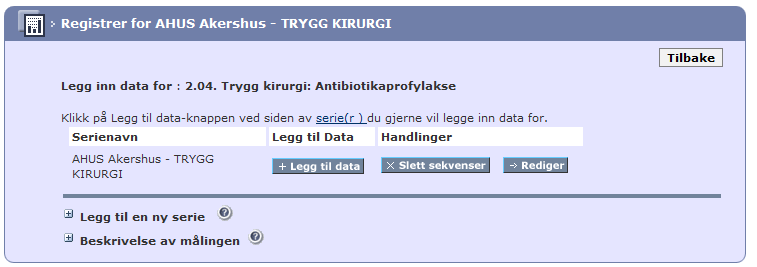 Registrer for AHUS Akershus - TRYGG KIRURGI
Tilbake
Legg inn data for : 2.04. Trygg kirurgi: Antibiotikaprofylakse
Klikk på Legg til data-knappen ved siden av serie(r ) du gjerne vil legge inn data for.
Serienavn Legg til Data Handlinger
AHUS Akershus - TRYGG
KIRURGI
+ Legg til data
× Slett sekvenser
→ Rediger
Legg til en ny serie ?
Beskrivelse av målingen ?